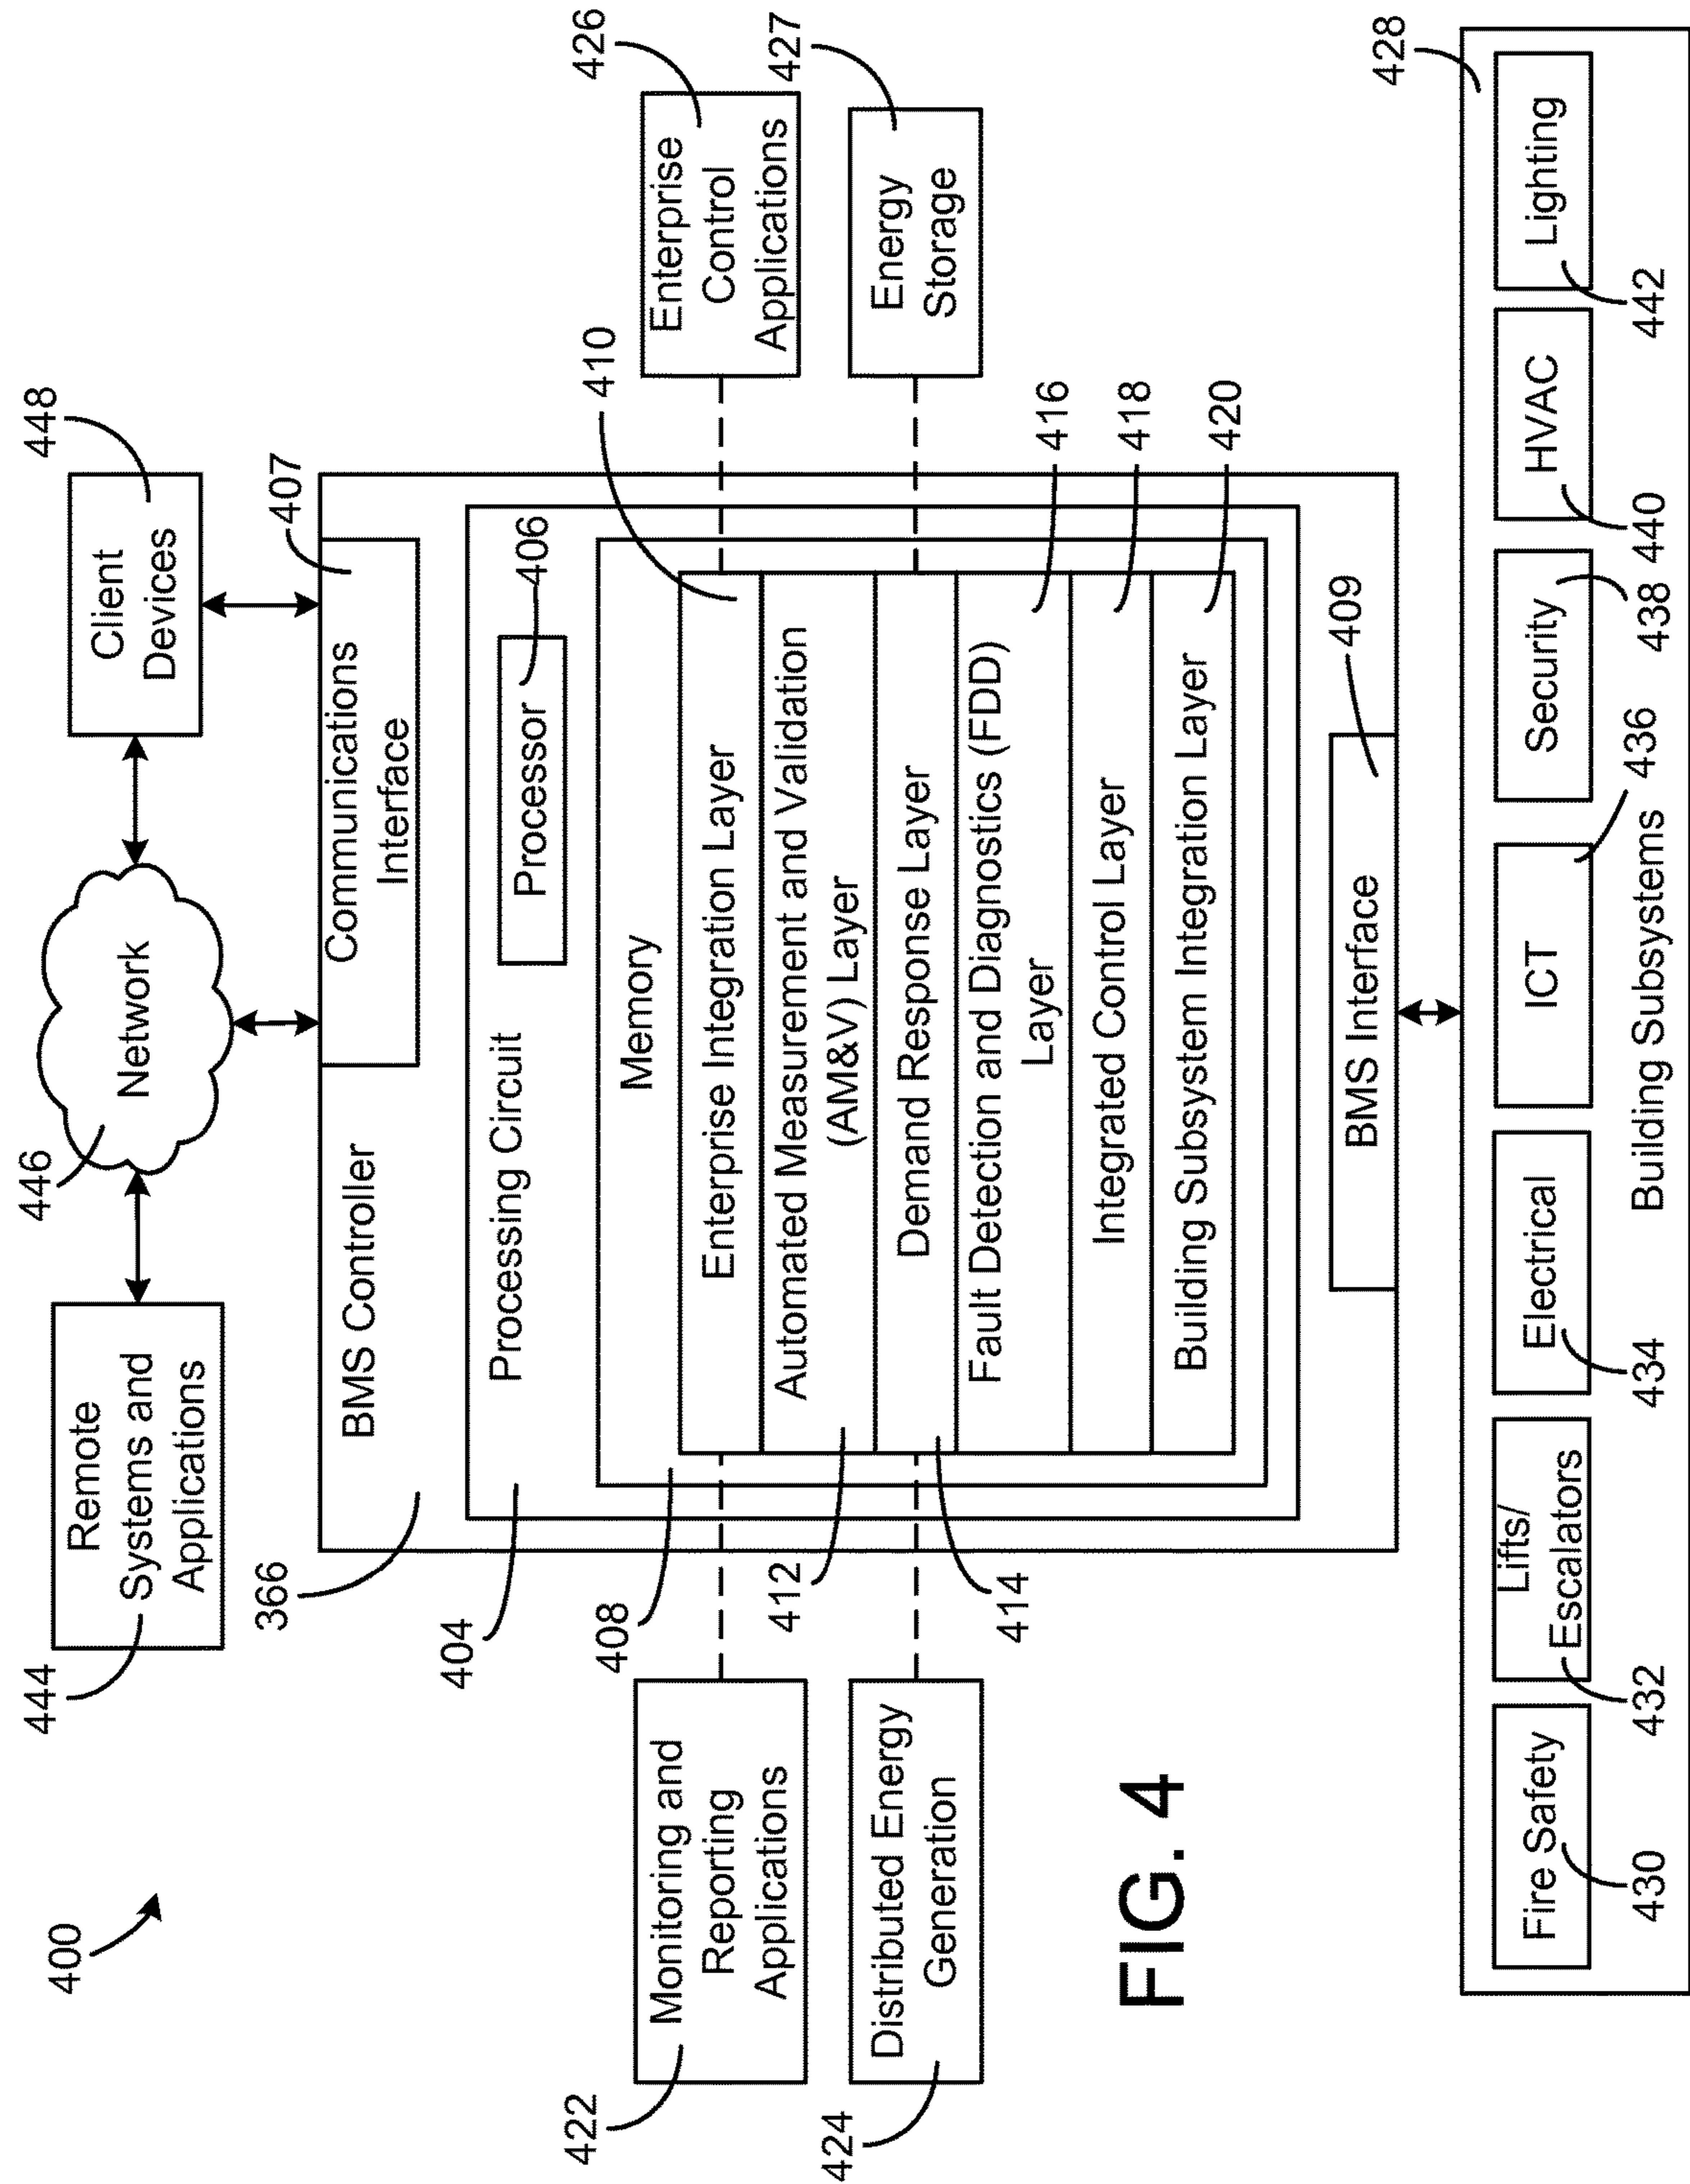 400
444
Remote
Systems and
Applications
446
Network
448
Client
Devices
366
BMS Controller
407
Communications
Interface
404
Processing Circuit
Processor
406
408
Memory
410
Enterprise Integration Layer
412
Automated Measurement and Validation
(AM&V) Layer
414
Demand Response Layer
416
Fault Detection and Diagnostics (FDD)
Layer
418
Integrated Control Layer
420
Building Subsystem Integration Layer
409
BMS Interface
422
Monitoring and
Reporting
Applications
424
Distributed Energy
Generation
426
Enterprise
Control
Applications
427
Energy
Storage
FIG. 4
428
Fire Safety
430
Lifts/
Escalators
432
Electrical
434
ICT
436
Security
438
HVAC
440
Lighting
442
Building Subsystems